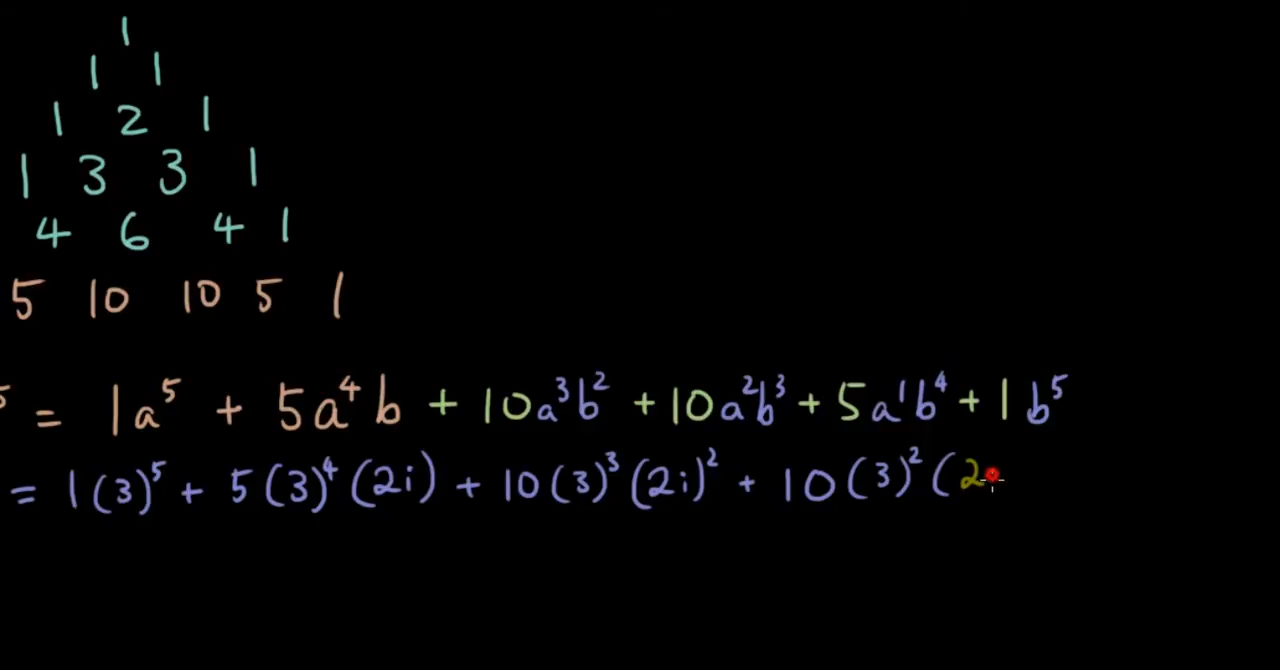 1
1 1
1 2 1
1 3 3 1
4 6 4 1
5 10 10 5 1
⁵ = 1a⁵ + 5a⁴b + 10a³b² + 10a²b³ + 5a¹b⁴ + 1b⁵
= 1(3)⁵ + 5(3)⁴(2i) + 10(3)³(2i)² + 10(3)²(2